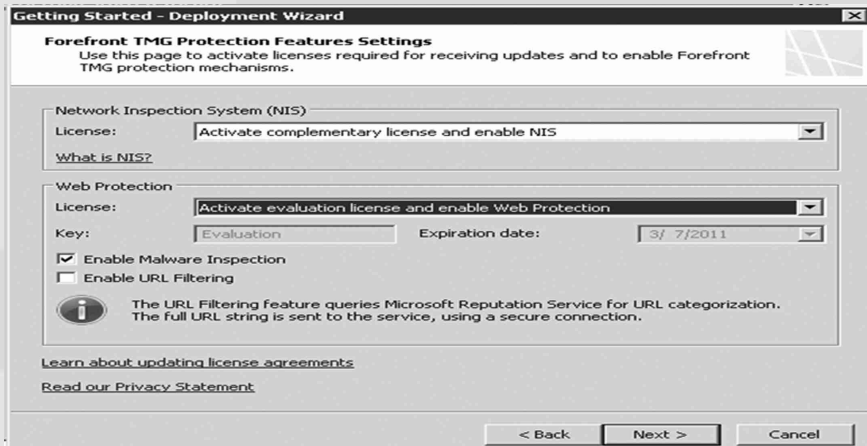 Getting Started - Deployment Wizard
Forefront TMG Protection Features Settings
Use this page to activate licenses required for receiving updates and to enable Forefront
TMG protection mechanisms.
Network Inspection System (NIS)
License: Activate complementary license and enable NIS
What is NIS?
Web Protection
License: Activate evaluation license and enable Web Protection
Key: Evaluation Expiration date: 3/ 7/2011
Enable Malware Inspection
Enable URL Filtering
The URL Filtering feature queries Microsoft Reputation Service for URL categorization.
The full URL string is sent to the service, using a secure connection.
Learn about updating license agreements
Read our Privacy Statement
< Back Next > Cancel